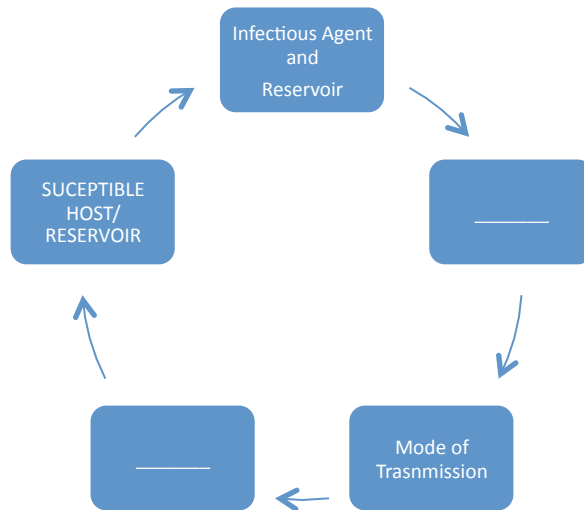 Infectious Agent
and
Reservoir
_______
Mode of
Trasnmission
_______
SUCEPTIBLE
HOST/
RESERVOIR